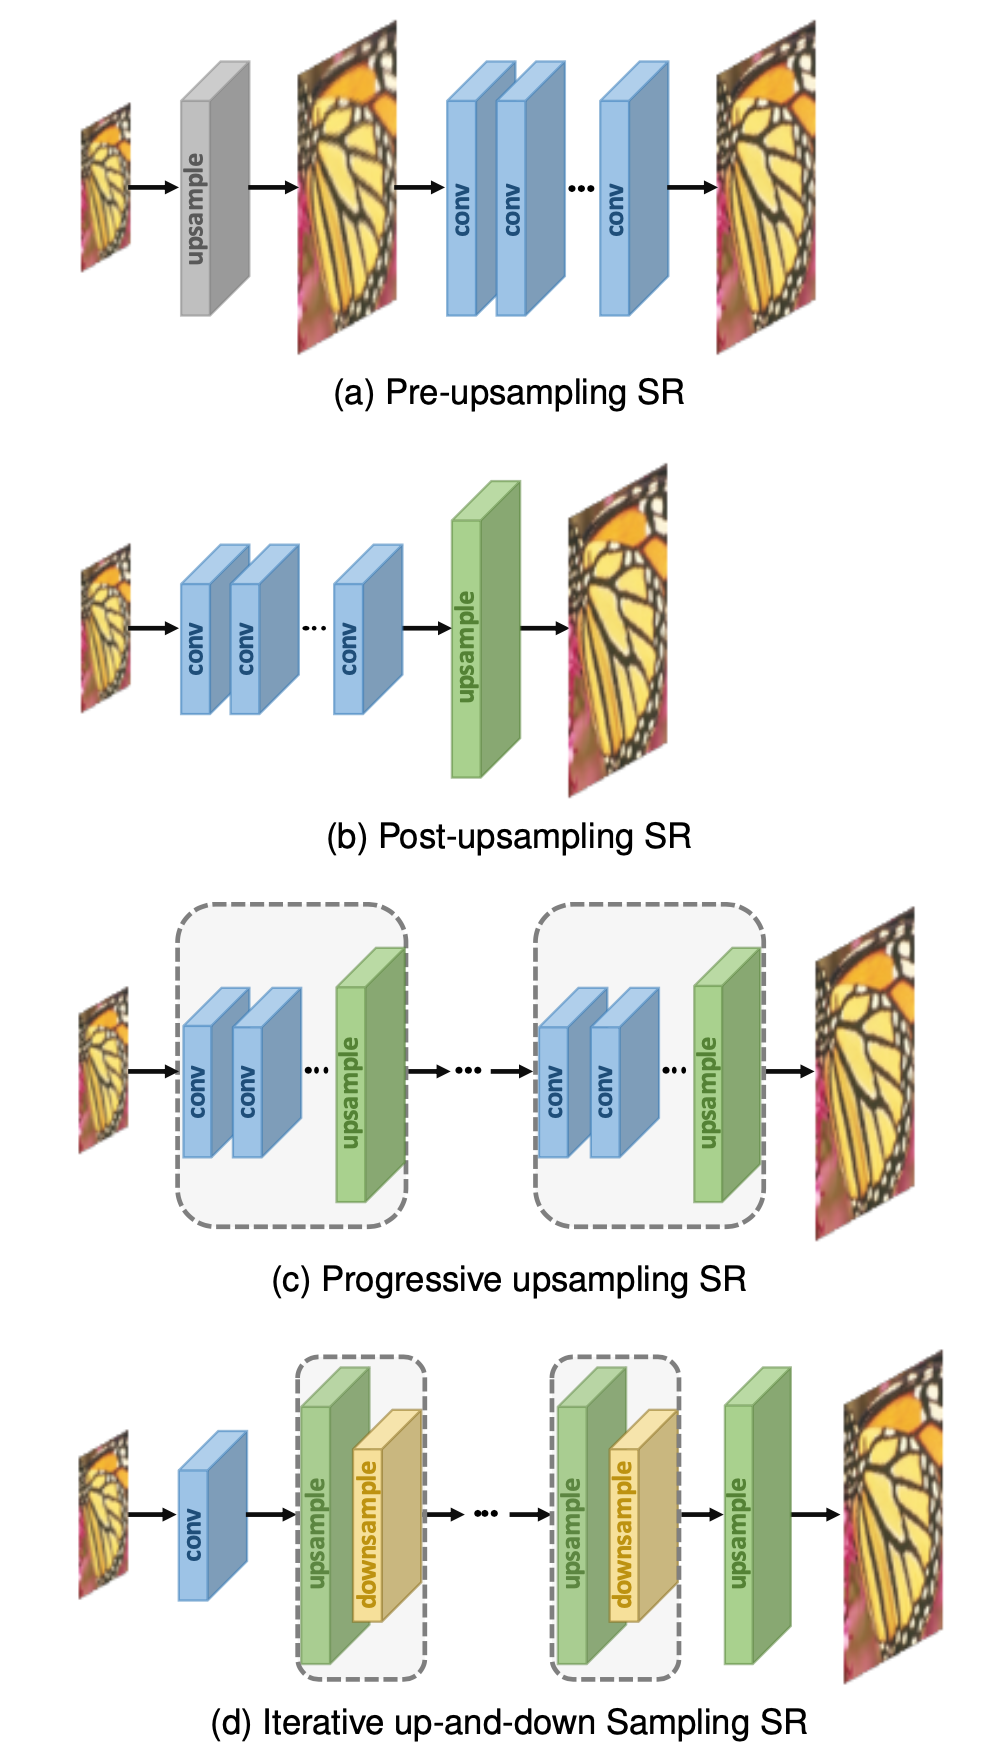 upsample
conv
conv
...
conv
(a) Pre-upsampling SR
conv
conv
...
conv
upsample
(b) Post-upsampling SR
conv
conv
...
upsample
...
conv
conv
...
upsample
(c) Progressive upsampling SR
conv
upsample
downsample
...
upsample
downsample
upsample
(d) Iterative up-and-down Sampling SR